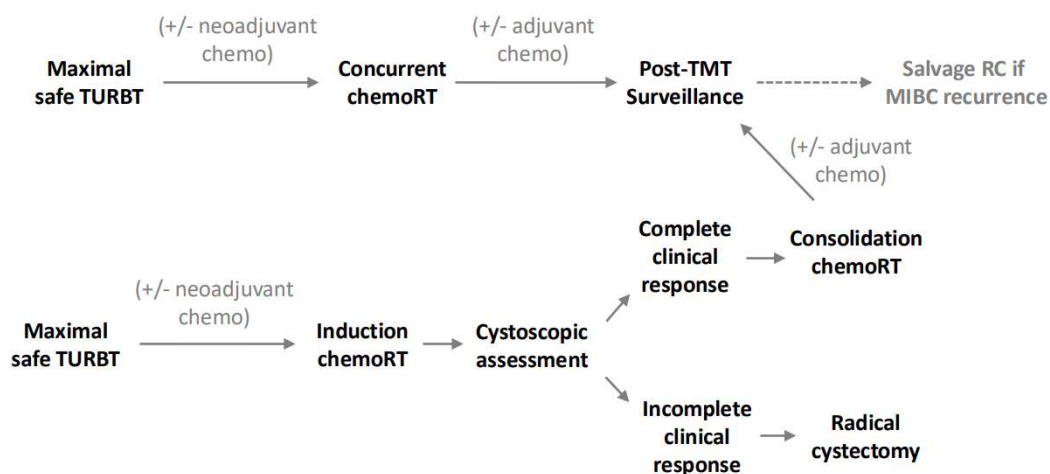 (+/- neoadjuvant
chemo)
(+/- adjuvant
chemo)
Maximal
safe TURBT
Concurrent
chemoRT
Post-TMT
Surveillance
Salvage RC if
MIBC recurrence
(+/- adjuvant
chemo)
Complete
clinical
response
Consolidation
chemoRT
(+/- neoadjuvant
chemo)
Maximal
safe TURBT
Induction
chemoRT
Cystoscopic
assessment
Incomplete
clinical
response
Radical
cystectomy